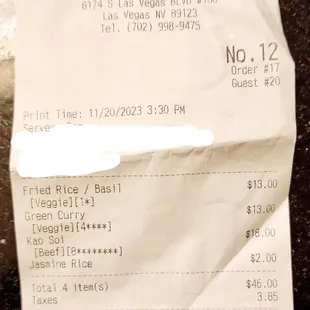 8174 S Las Vegas BLVD #100
Las Vegas NV 89123
Tel. (702) 998-9475
No.12
Order #17
Guest #20
Print Time: 11/20/2023 3:30 PM
Server:
Fried Rice / Basil $13.00
[Veggie][1*]
Green Curry $13.00
[Veggie][4****]
Kao Soi $18.00
[Beef][8********]
Jasmine Rice $2.00
Total 4 item(s) $46.00
Taxes 3.85